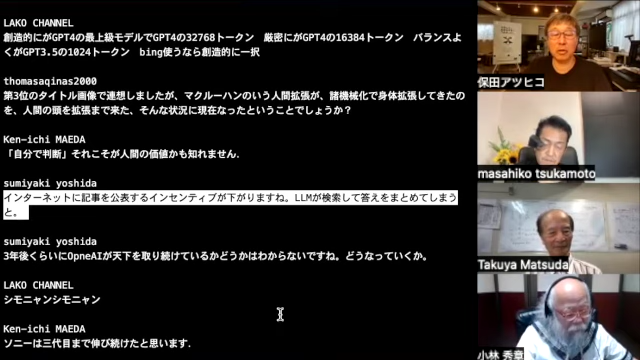 LAKO CHANNEL
創造的にがGPT4の最上級モデルでGPT4の32768トークン　厳密にがGPT4の16384トークン　バランスよ
くがGPT3.5の1024トークン　bing使うなら創造的に一択
thomasaqinas2000
第3位のタイトル画像で連想しましたが、マクルーハンのいう人間拡張が、諸機械化で身体拡張してきたの
を、人間の頭を拡張まで来た、そんな状況に現在なったということでしょうか？
Ken-ichi MAEDA
「自分で判断」それこそが人間の価値かも知れません.
sumiyaki yoshida
インターネットに記事を公表するインセンティブが下がりますね。LLMが検索して答えをまとめてしまう
と。
sumiyaki yoshida
3年後くらいにOpneAIが天下を取り続けているかどうかはわからないですね。どうなっていくか。
LAKO CHANNEL
シモニャンシモニャン
Ken-ichi MAEDA
ソニーは三代目まで伸び続けたと思います.
保田アツヒコ
masahiko tsukamoto
Takuya Matsuda
小林 秀章